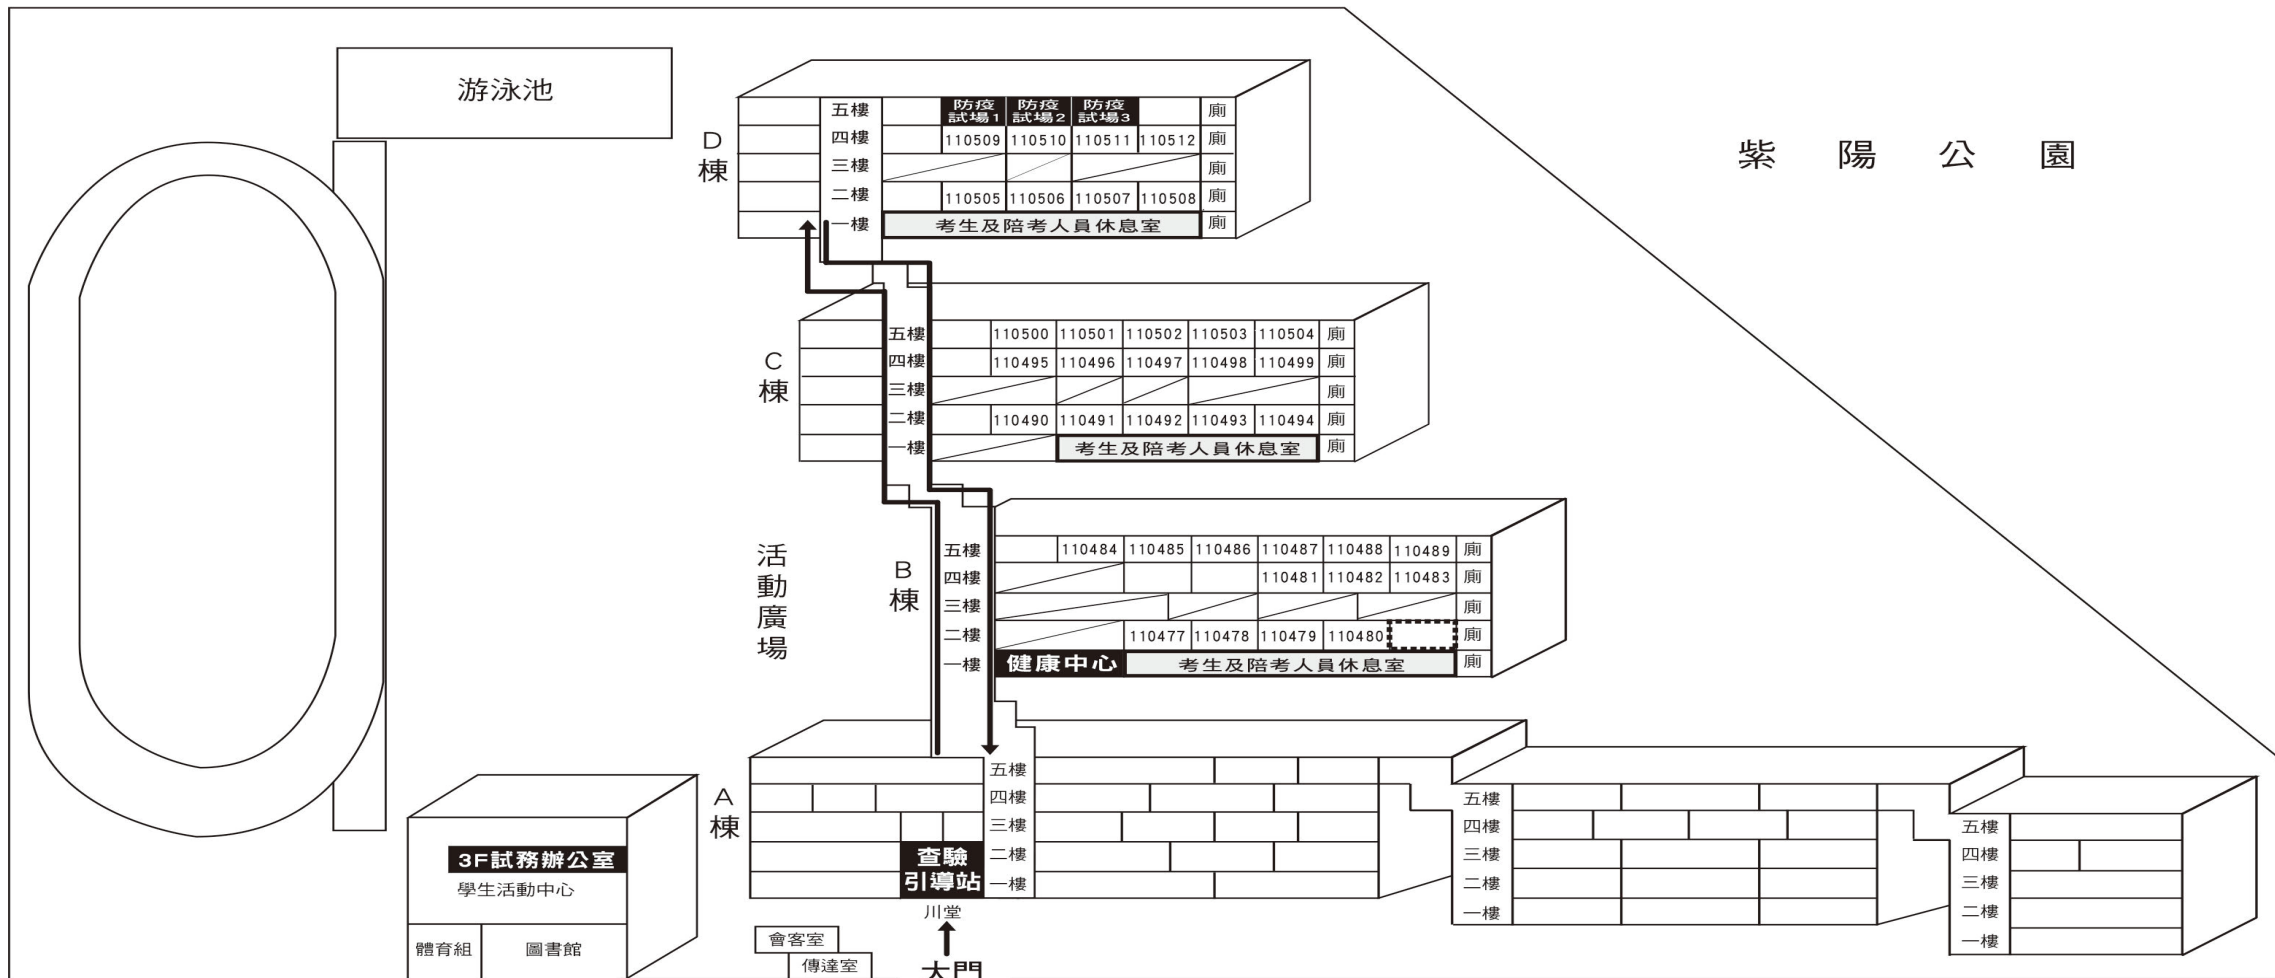 游泳池
紫陽公園
D棟
五樓 防疫試場1 防疫試場2 防疫試場3 廁
四樓 110509 110510 110511 110512 廁
三樓 廁
二樓 110505 110506 110507 110508 廁
一樓 考生及陪考人員休息室 廁
C棟
五樓 110500 110501 110502 110503 110504 廁
四樓 110495 110496 110497 110498 110499 廁
三樓 廁
二樓 110490 110491 110492 110493 110494 廁
一樓 考生及陪考人員休息室 廁
活動廣場
B棟
五樓 110484 110485 110486 110487 110488 110489 廁
四樓 110481 110482 110483 廁
三樓 廁
二樓 110477 110478 110479 110480 廁
一樓 健康中心 考生及陪考人員休息室 廁
A棟
五樓
四樓
三樓
二樓
一樓
查驗
引導站
川堂
五樓
四樓
三樓
二樓
一樓
五樓
四樓
三樓
二樓
一樓
3F試務辦公室
學生活動中心
體育組 圖書館
會客室
傳達室
大門